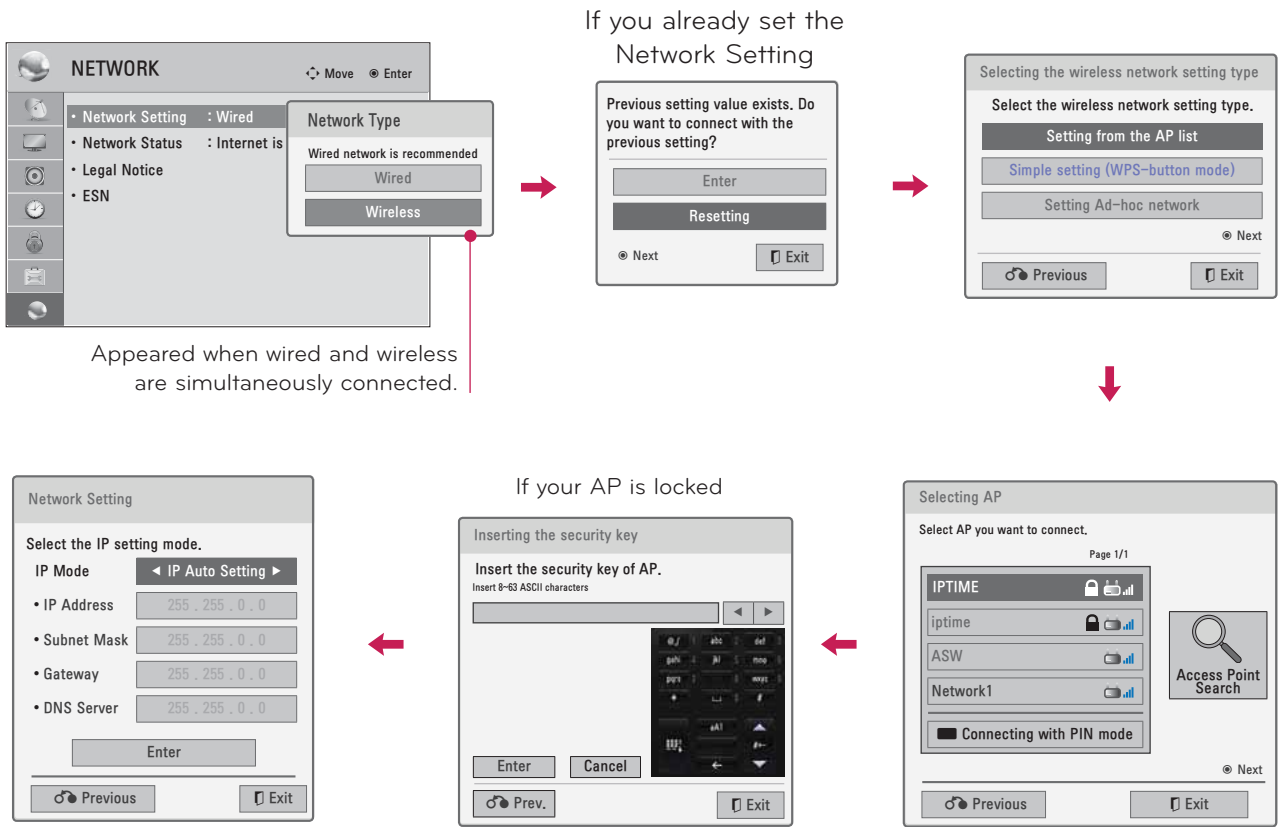 If you already set the
Network Setting
NETWORK
Move
Enter
• Network Setting : Wired
• Network Status : Internet is
• Legal Notice
• ESN
Network Type
Wired network is recommended
Wired
Wireless
Appeared when wired and wireless
are simultaneously connected.
Previous setting value exists. Do
you want to connect with the
previous setting?
Enter
Resetting
Next
Exit
Selecting the wireless network setting type
Select the wireless network setting type.
Setting from the AP list
Simple setting (WPS-button mode)
Setting Ad-hoc network
Next
Previous
Exit
Selecting AP
Select AP you want to connect.
Page 1/1
IPTIME
iptime
ASW
Network1
Connecting with PIN mode
Access Point
Search
Next
Previous
Exit
If your AP is locked
Inserting the security key
Insert the security key of AP.
Insert 8~63 ASCII characters
abc
def
jkl
Enter
Cancel
Prev.
Exit
Network Setting
Select the IP setting mode.
IP Mode ◄ IP Auto Setting ►
• IP Address 255 . 255 . 0 . 0
• Subnet Mask 255 . 255 . 0 . 0
• Gateway 255 . 255 . 0 . 0
• DNS Server 255 . 255 . 0 . 0
Enter
Previous
Exit